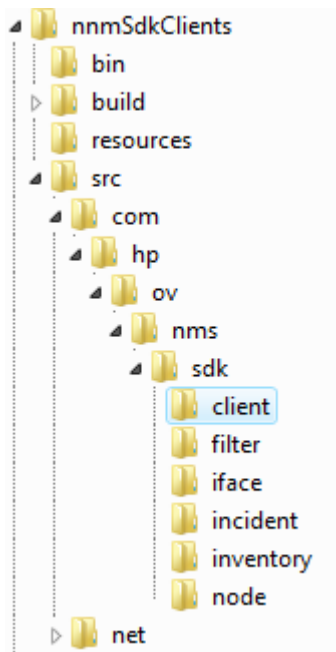 nnmSdkClients
bin
build
resources
src
com
hp
ov
nms
sdk
client
filter
iface
incident
inventory
node
net